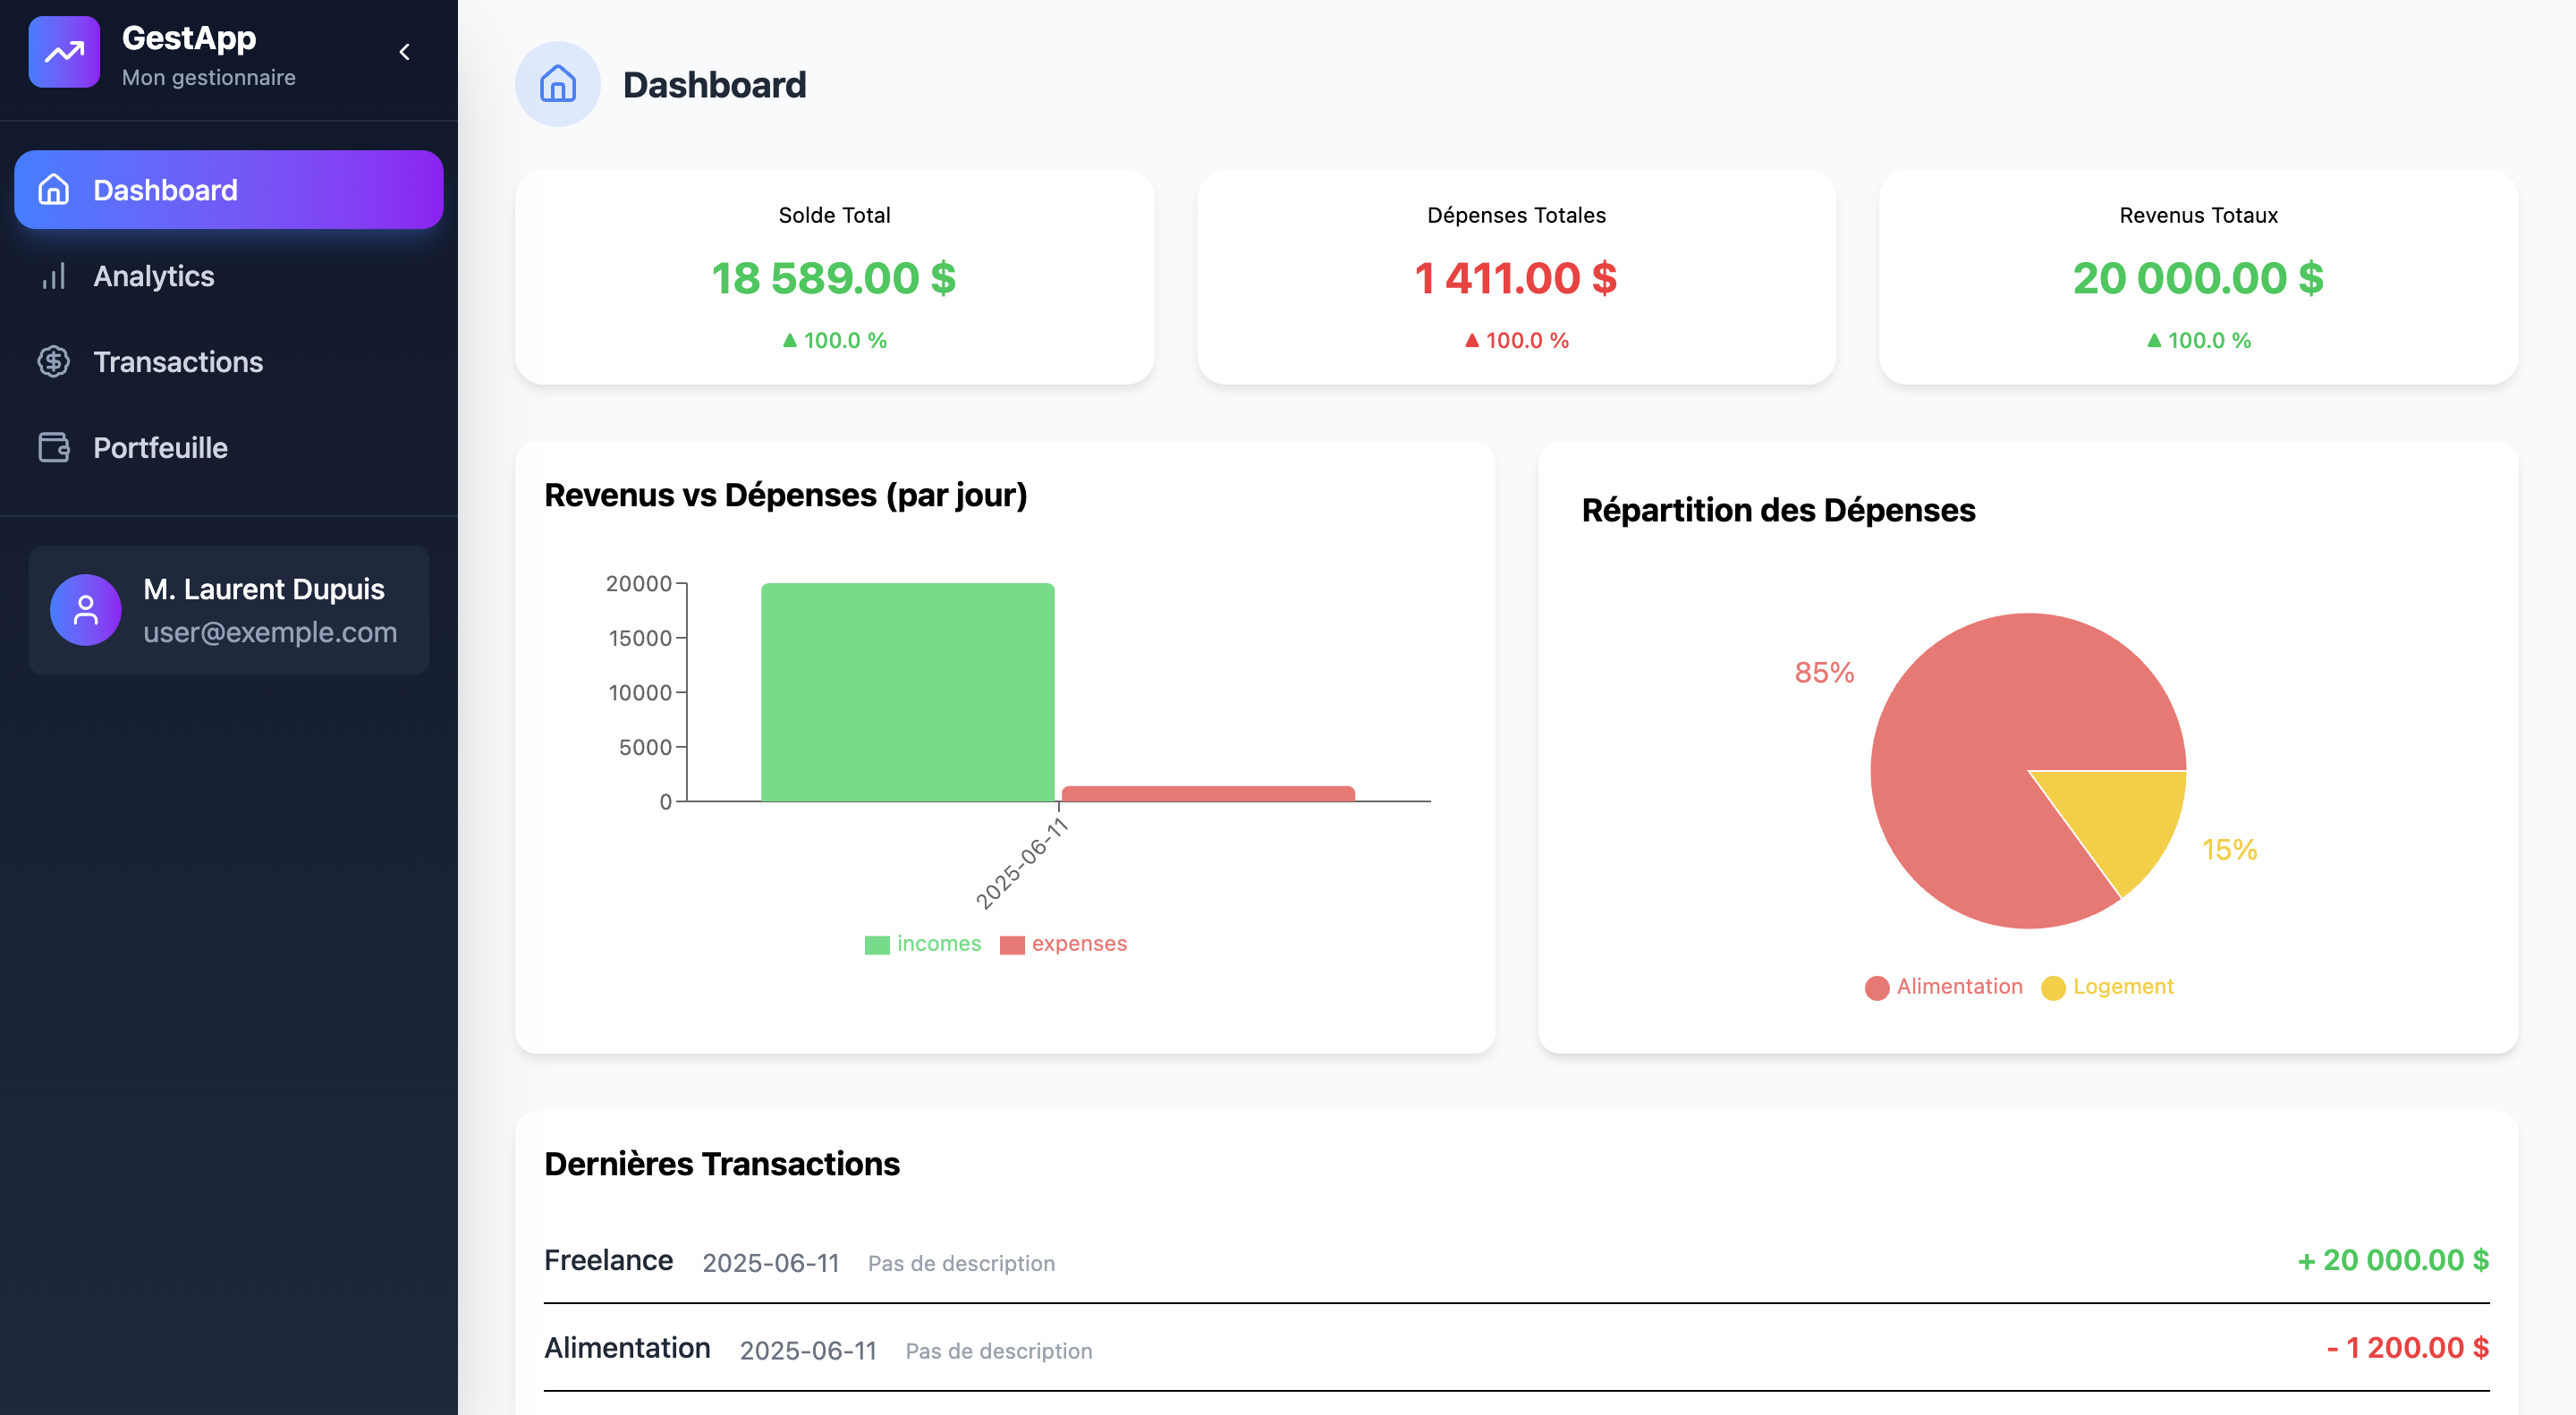 GestApp
Mon gestionnaire
Dashboard
Analytics
Transactions
Portfeuille
M. Laurent Dupuis
user@exemple.com
Dashboard
Solde Total
18 589.00 $
▲ 100.0 %
Dépenses Totales
1 411.00 $
▲ 100.0 %
Revenus Totaux
20 000.00 $
▲ 100.0 %
Revenus vs Dépenses (par jour)
20000
15000
10000
5000
0
2025-06-11
incomes expenses
Répartition des Dépenses
85%
15%
Alimentation Logement
Dernières Transactions
Freelance 2025-06-11 Pas de description + 20 000.00 $
Alimentation 2025-06-11 Pas de description - 1 200.00 $